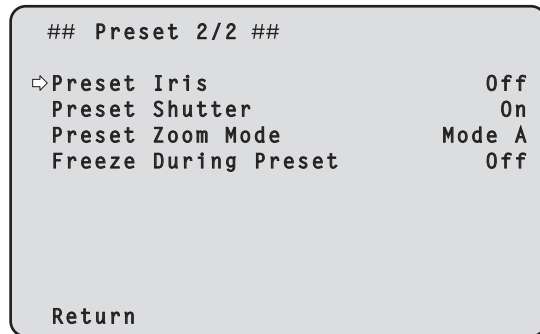 ## Preset 2/2 ##
⇨Preset Iris Off
Preset Shutter On
Preset Zoom Mode Mode A
Freeze During Preset Off
Return